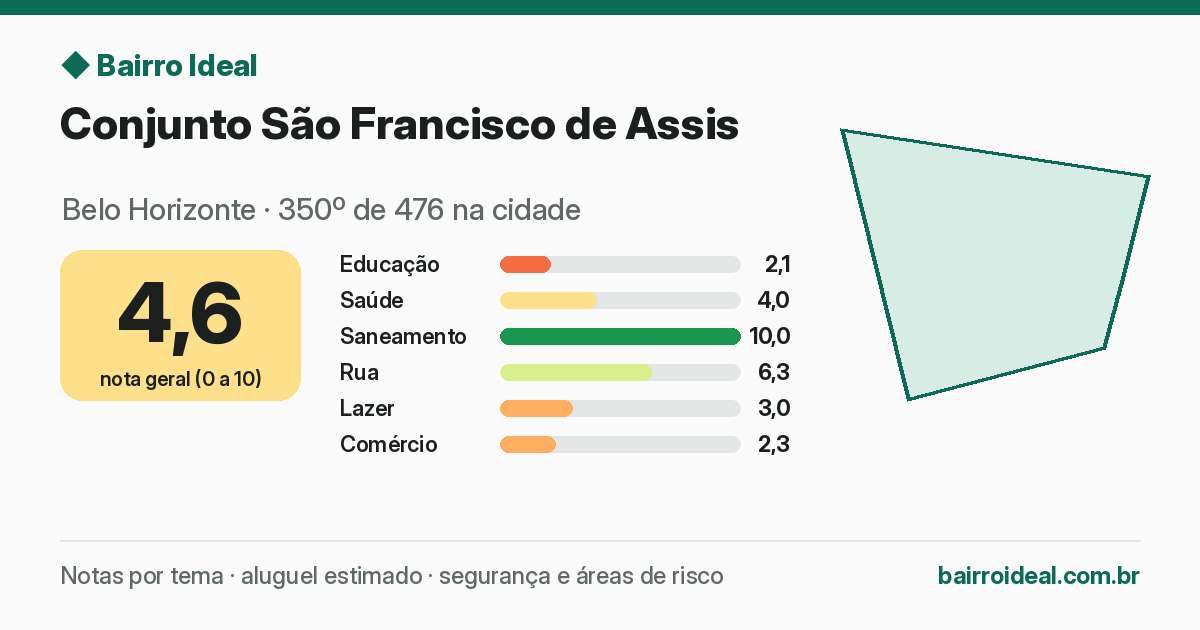 Bairro Ideal
Conjunto São Francisco de Assis
Belo Horizonte · 350º de 476 na cidade
4,6
nota geral (0 a 10)
Educação 2,1
Saúde 4,0
Saneamento 10,0
Rua 6,3
Lazer 3,0
Comércio 2,3
Notas por tema · aluguel estimado · segurança e áreas de risco
bairroideal.com.br